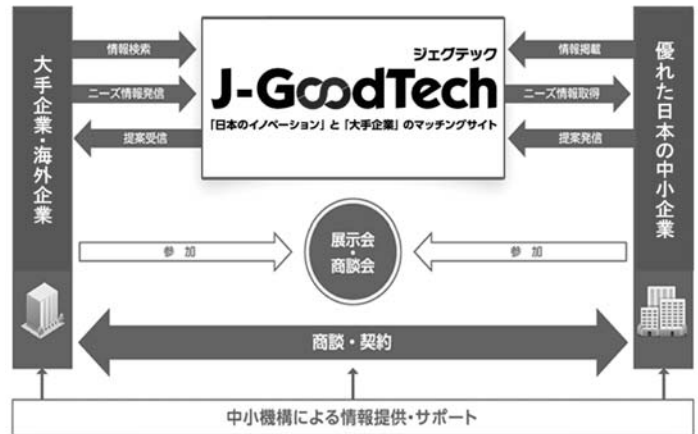 大手企業・海外企業
情報検索
ニーズ情報発信
提案受信
ジェグテック
J-GoodTech
「日本のイノベーション」と「大手企業」のマッチングサイト
情報掲載
ニーズ情報取得
提案発信
優れた日本の中小企業
参加
展示会
・
商談会
参加
商談・契約
中小機構による情報提供・サポート